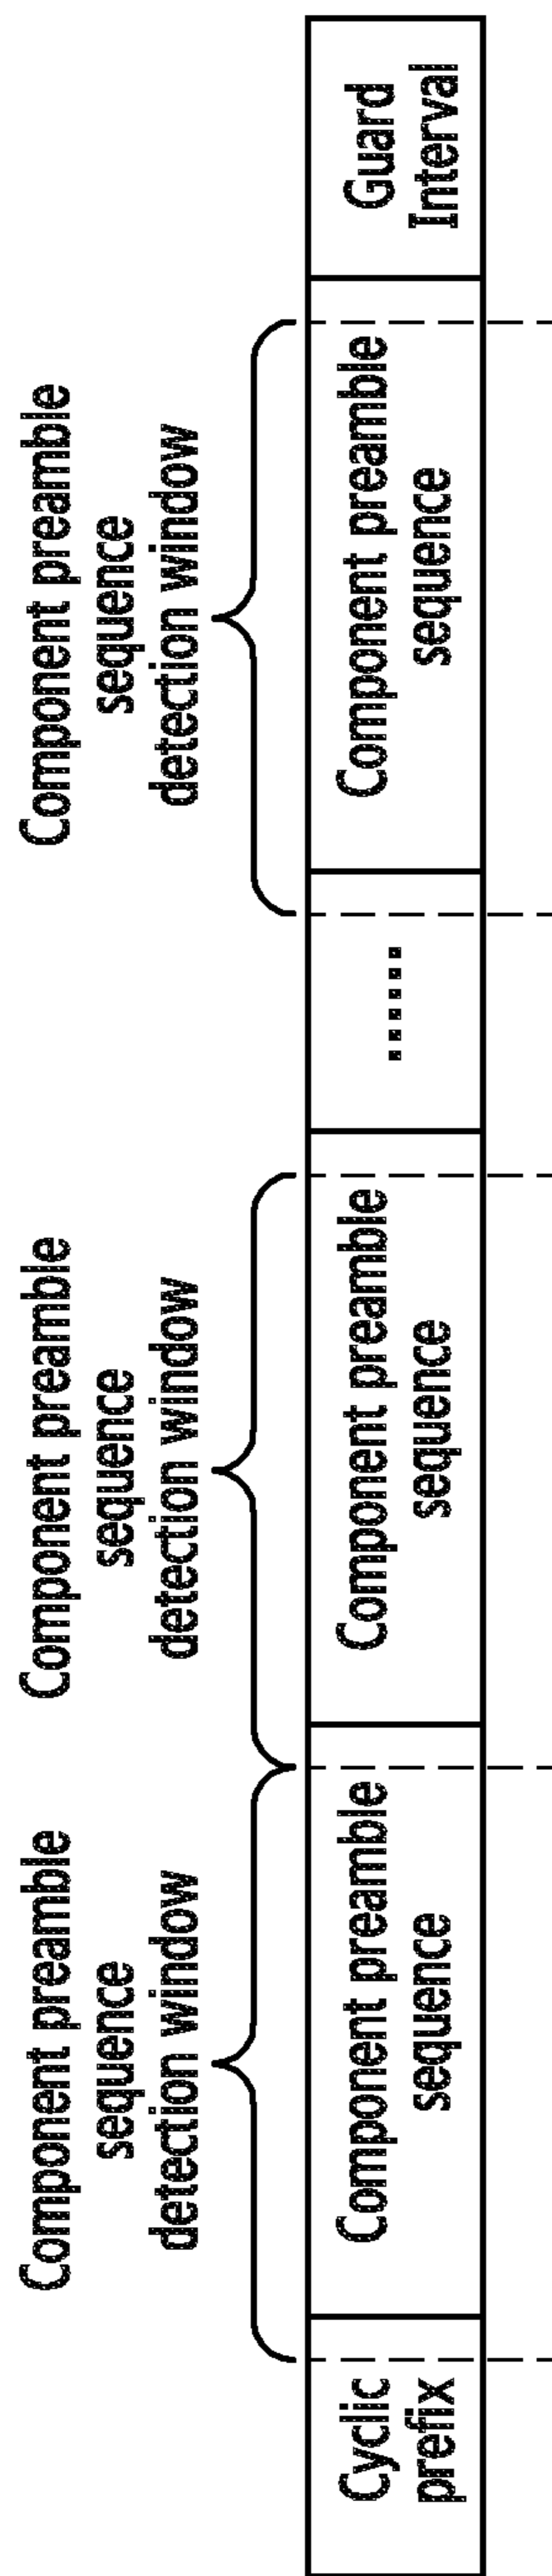 Component preamble
sequence
detection window
Component preamble
sequence
detection window
Component preamble
sequence
detection window
Cyclic
prefix
Component preamble
sequence
Component preamble
sequence
......
Component preamble
sequence
Guard
Interval